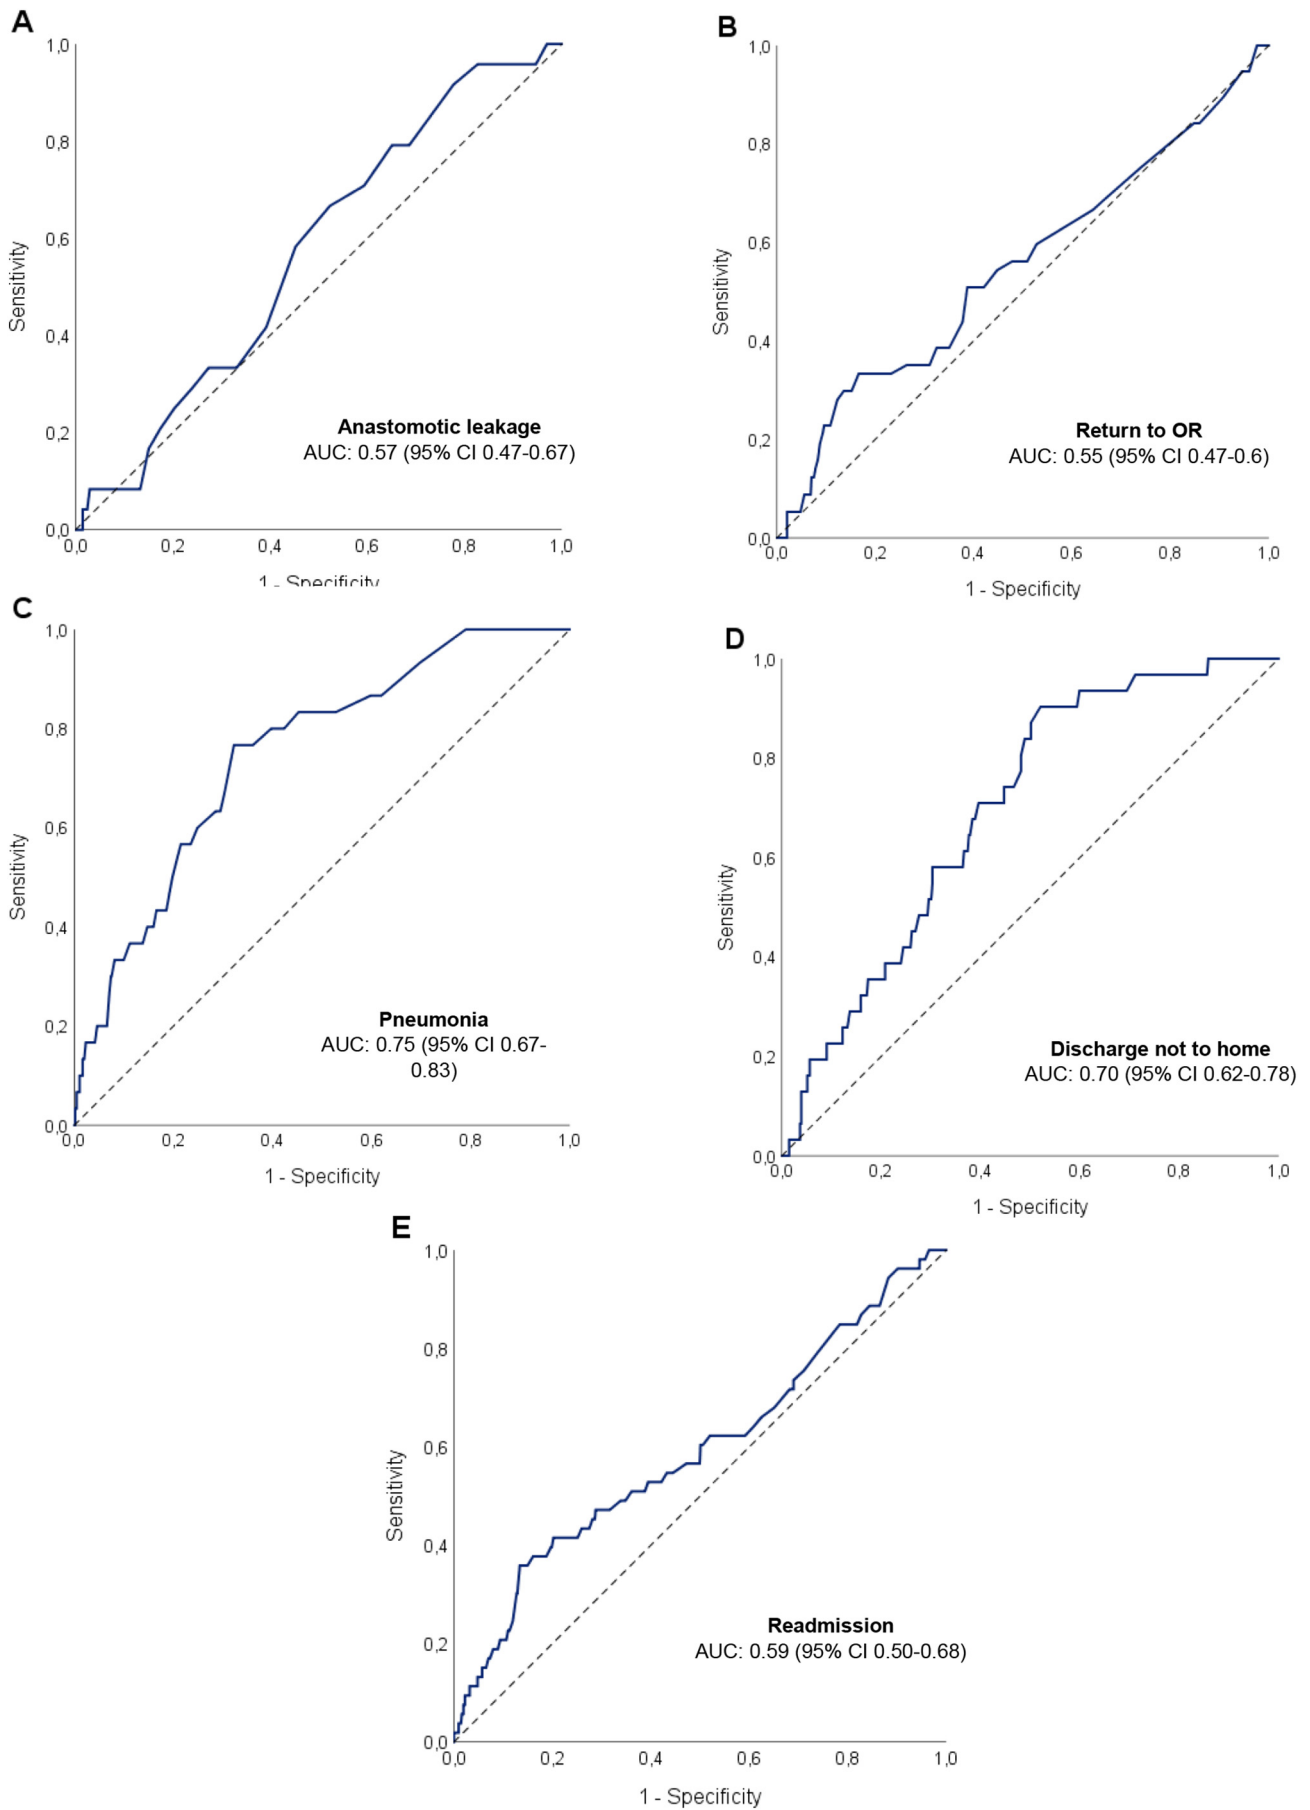 A
1,0
0,8
0,6
0,4
0,2
0,0
Sensitivity
Anastomotic leakage
AUC: 0.57 (95% CI 0.47-0.67)
0,0 0,2 0,4 0,6 0,8 1,0
1 - Specificity
B
1,0
0,8
0,6
0,4
0,2
0,0
Sensitivity
Return to OR
AUC: 0.55 (95% CI 0.47-0.6)
0,0 0,2 0,4 0,6 0,8 1,0
1 - Specificity
C
1,0
0,8
0,6
0,4
0,2
0,0
Sensitivity
Pneumonia
AUC: 0.75 (95% CI 0.67-
0.83)
0,0 0,2 0,4 0,6 0,8 1,0
1 - Specificity
D
1,0
0,8
0,6
0,4
0,2
0,0
Sensitivity
Discharge not to home
AUC: 0.70 (95% CI 0.62-0.78)
0,0 0,2 0,4 0,6 0,8 1,0
1 - Specificity
E
1,0
0,8
0,6
0,4
0,2
0,0
Sensitivity
Readmission
AUC: 0.59 (95% CI 0.50-0.68)
0,0 0,2 0,4 0,6 0,8 1,0
1 - Specificity